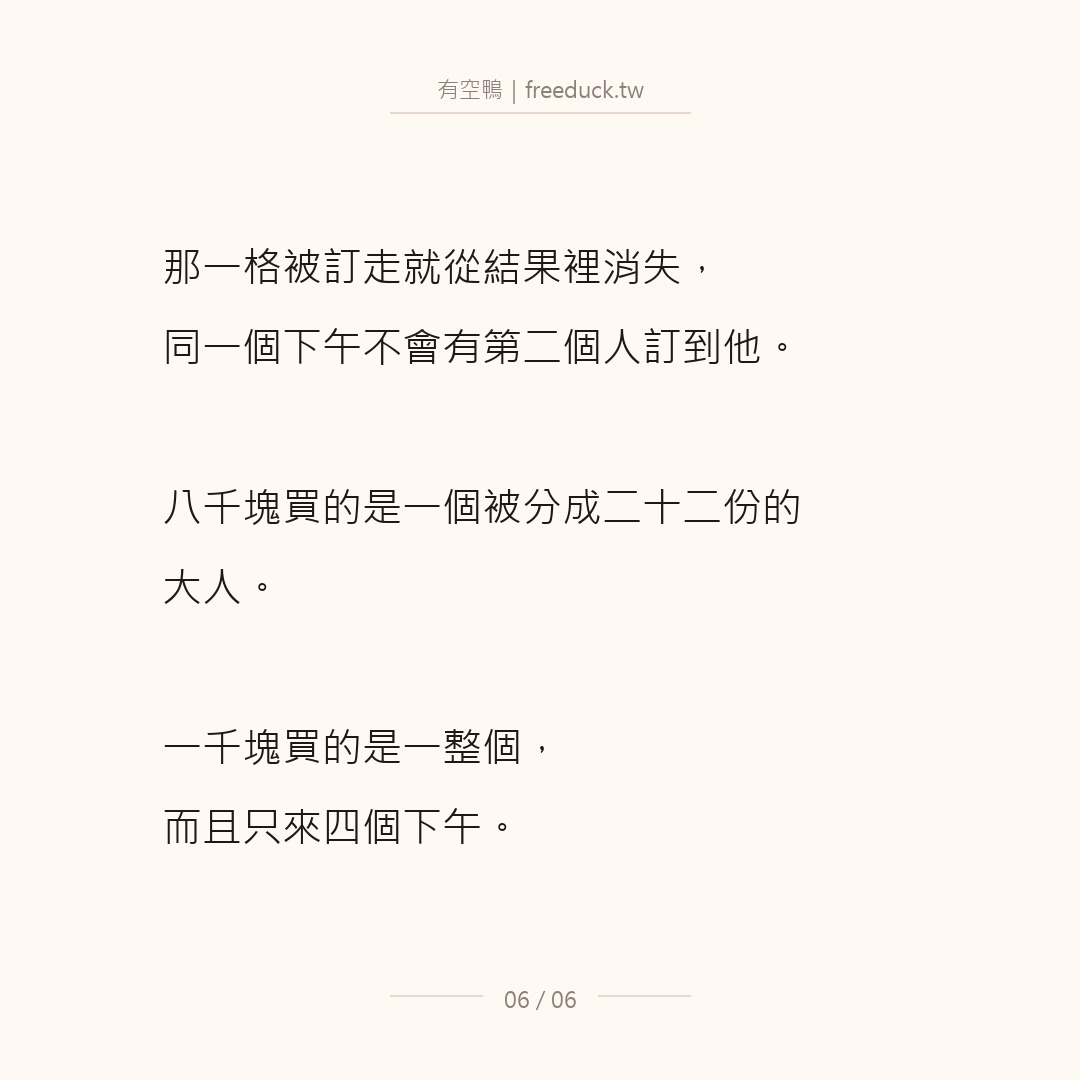 有空鴨 | freeduck.tw
那一格被訂走就從結果裡消失，
同一個下午不會有第二個人訂到他。
八千塊買的是一個被分成二十二份的
大人。
一千塊買的是一整個，
而且只來四個下午。
06 / 06